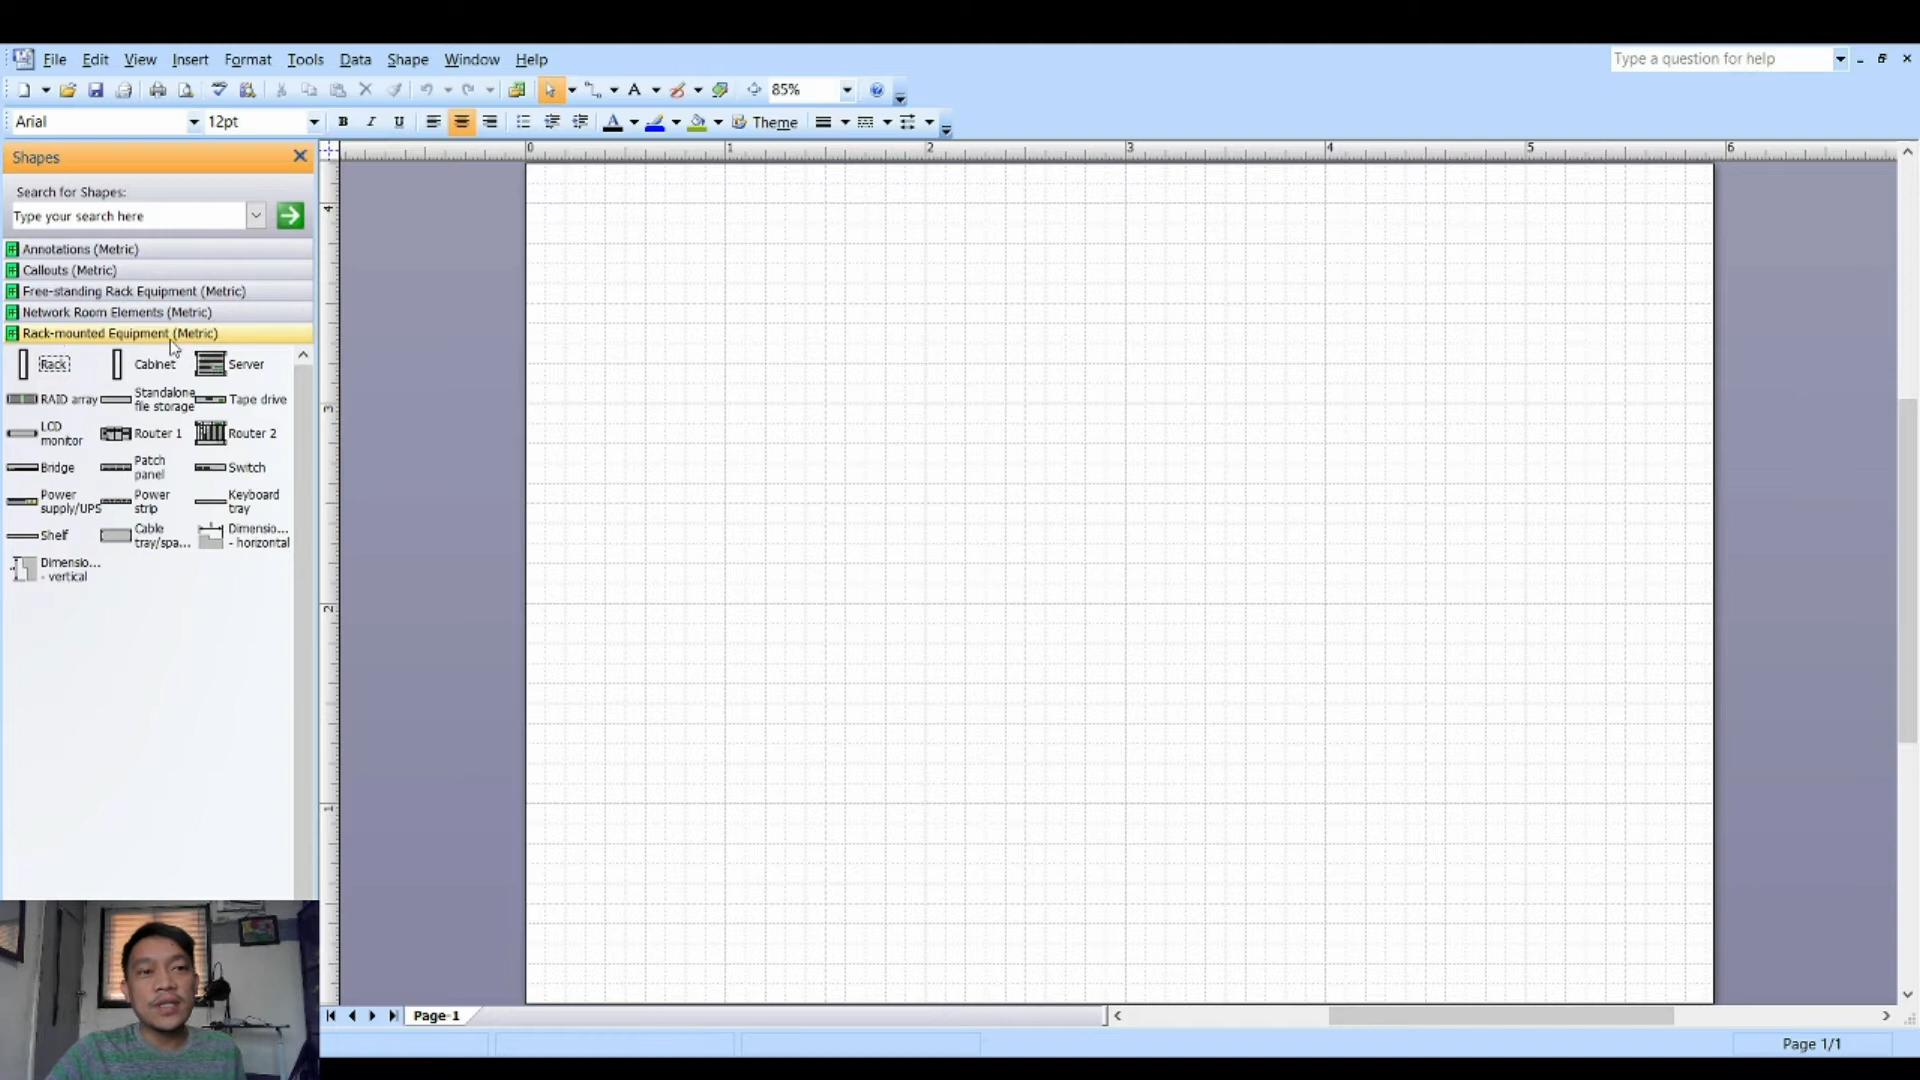 File Edit View Insert Format Tools Data Shape Window Help
Type a question for help
85%
Arial 12pt B I U A Theme
Shapes
Search for Shapes:
Type your search here
Annotations (Metric)
Callouts (Metric)
Free-standing Rack Equipment (Metric)
Network Room Elements (Metric)
Rack-mounted Equipment (Metric)
Rack Cabinet Server
RAID array Standalone file storage Tape drive
LCD monitor Router 1 Router 2
Bridge Patch panel Switch
Power supply/UPS Power strip Keyboard tray
Shelf Cable tray/spa... Dimensio... - horizontal
Dimensio... - vertical
0 1 2 3 4 5 6
4
3
2
1
Page-1
Page 1/1